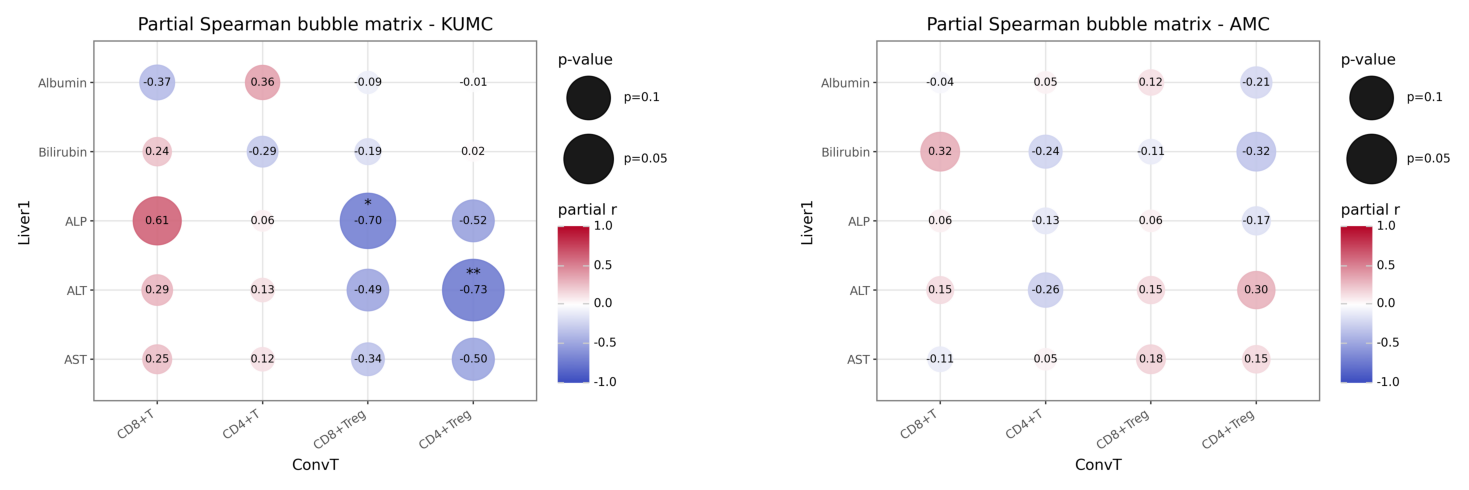 Partial Spearman bubble matrix - KUMC
Liver1
Albumin
-0.37 0.36 -0.09 -0.01
Bilirubin
0.24 -0.29 -0.19 0.02
ALP
*
0.61 0.06 -0.70 -0.52
ALT
**
0.29 0.13 -0.49 -0.73
AST
0.25 0.12 -0.34 -0.50
CD8+T CD4+T CD8+Treg CD4+Treg
ConvT
p-value
p=0.1
p=0.05
partial r
1.0
0.5
0.0
-0.5
-1.0
Partial Spearman bubble matrix - AMC
Liver1
Albumin
-0.04 0.05 0.12 -0.21
Bilirubin
0.32 -0.24 -0.11 -0.32
ALP
0.06 -0.13 0.06 -0.17
ALT
0.15 -0.26 0.15 0.30
AST
-0.11 0.05 0.18 0.15
CD8+T CD4+T CD8+Treg CD4+Treg
ConvT
p-value
p=0.1
p=0.05
partial r
1.0
0.5
0.0
-0.5
-1.0